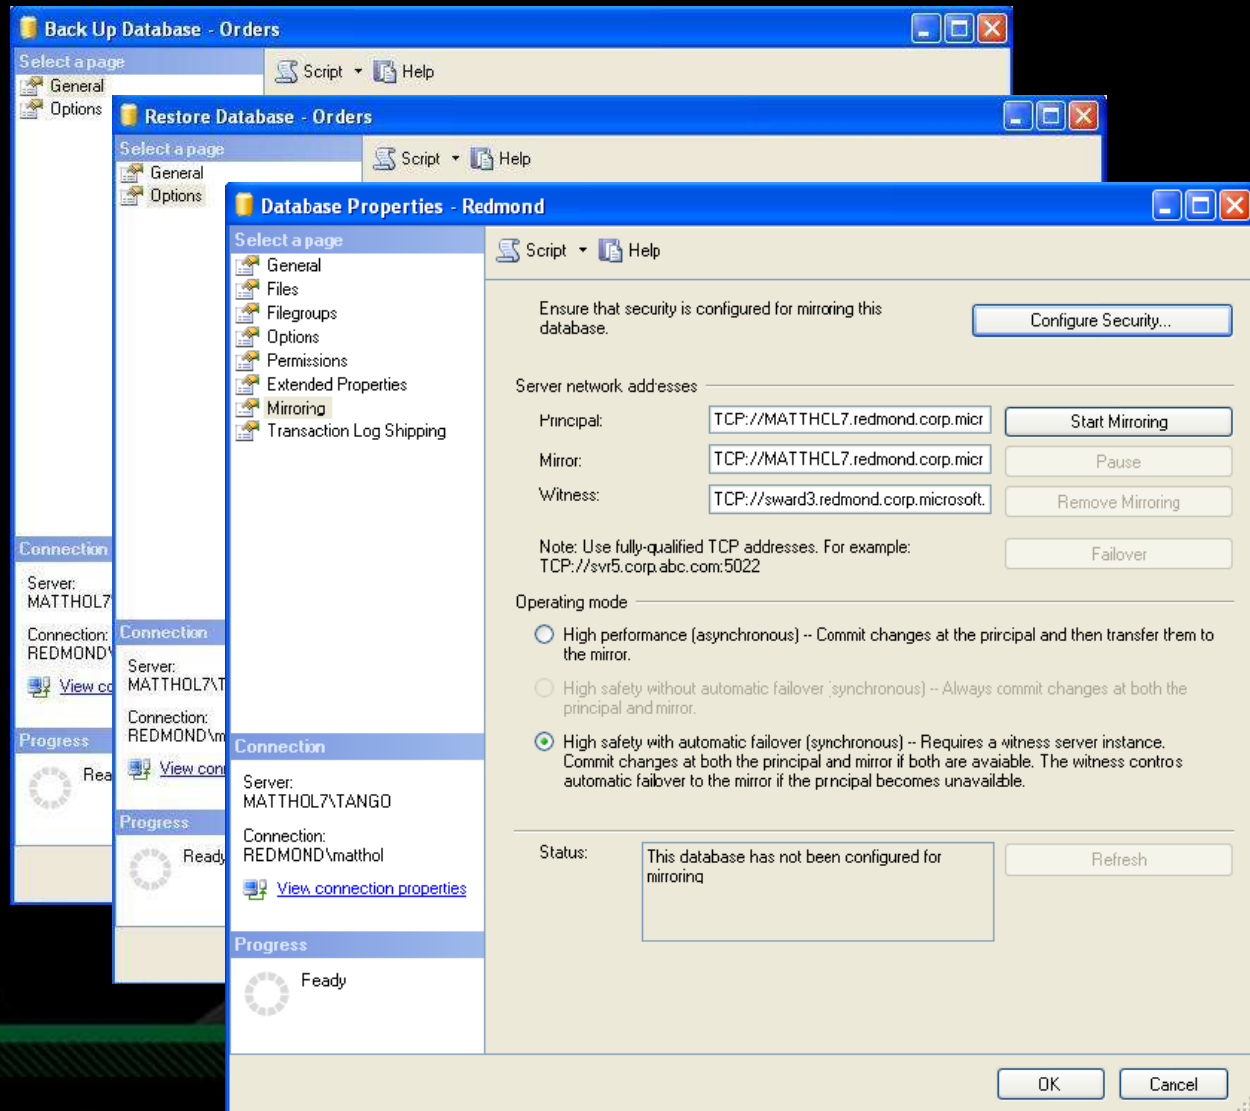 Back Up Database - Orders
Select a page
General
Options
Script
Help
Restore Database - Orders
Select a page
General
Options
Script
Help
Database Properties - Redmond
Select a page
General
Files
Filegroups
Options
Permissions
Extended Properties
Mirroring
Transaction Log Shipping
Script
Help
Ensure that security is configured for mirroring this
database.
Configure Security...
Server network addresses
Principal:
TCP://MATTHCL7.redmond.corp.micr
Start Mirroring
Mirror:
TCP://MATTHCL7.redmond.corp.micr
Pause
Witness:
TCP://sward3.redmond.corp.microsoft.
Remove Mirroring
Note: Use fully-qualified TCP addresses. For example:
TCP://svr5.corp.abc.com:5022
Failover
Operating mode
High performance (asynchronous) -- Commit changes at the principal and then transfer them to
the mirror.
High safety without automatic failover (synchronous) -- Always commit changes at both the
principal and mirror.
High safety with automatic failover (synchronous) -- Requires a witness server instance.
Commit changes at both the principal and mirror if both are available. The witness controls
automatic failover to the mirror if the principal becomes unavailable.
Status:
This database has not been configured for
mirroring
Refresh
Connection
Server:
MATTHOL7
Connection:
REDMOND\
View co
Progress
Rea
Connection
Server:
MATTHOL7\T
Connection:
REDMOND\m
View con
Progress
Ready
Connection
Server:
MATTHOL7\TANGO
Connection:
REDMOND\matthol
View connection properties
Progress
Ready
OK
Cancel